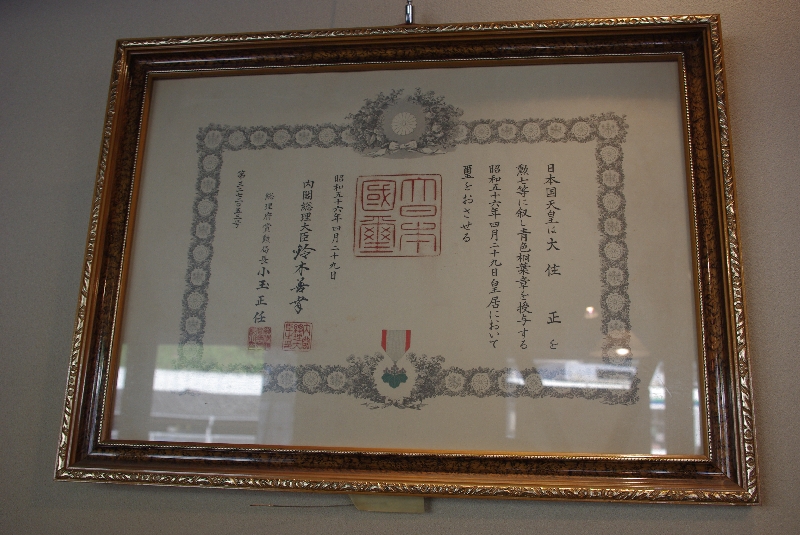 日本国天皇は大住正を
勲七等に叙し青色桐葉章を授与する
昭和五十六年四月二十九日皇居において
璽をおさせる
大日本國璽
昭和五十六年四月二十九日
内閣総理大臣 鈴木善幸
総理府賞勲局長 小玉正任